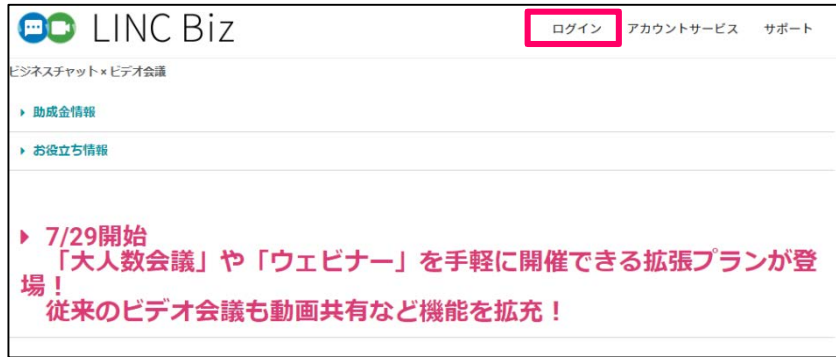 LINC Biz
ログイン アカウントサービス サポート
ビジネスチャット×ビデオ会議
助成金情報
お役立ち情報
7/29開始
「大人数会議」や「ウェビナー」を手軽に開催できる拡張プランが登
場！
従来のビデオ会議も動画共有など機能を拡充！